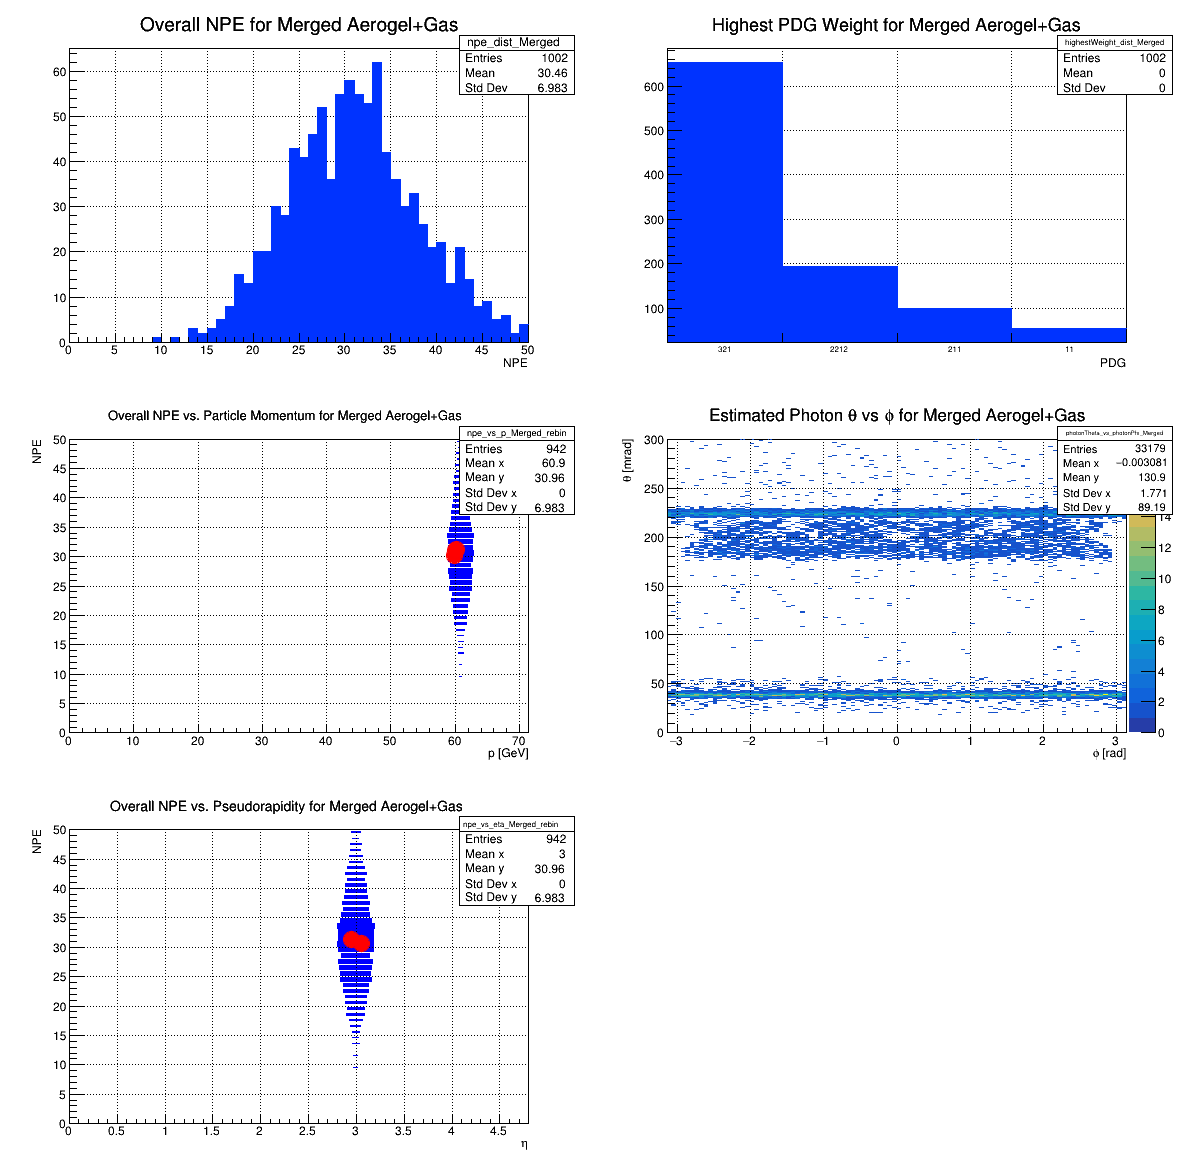 Overall NPE for Merged Aerogel+Gas
npe_dist_Merged
Entries 1002
Mean 30.46
Std Dev 6.983
60
50
40
30
20
10
0
0 5 10 15 20 25 30 35 40 45 50
NPE
Highest PDG Weight for Merged Aerogel+Gas
highestWeight_dist_Merged
Entries 1002
Mean 0
Std Dev 0
600
500
400
300
200
100
321 2212 211 11
PDG
Overall NPE vs. Particle Momentum for Merged Aerogel+Gas
npe_vs_p_Merged_rebin
Entries 942
Mean x 60.9
Mean y 30.96
Std Dev x 0
Std Dev y 6.983
NPE
50
45
40
35
30
25
20
15
10
5
0
0 10 20 30 40 50 60 70
p [GeV]
Estimated Photon θ vs ϕ for Merged Aerogel+Gas
photonTheta_vs_photonPhi_Merged
Entries 33179
Mean x −0.003081
Mean y 130.9
Std Dev x 1.771
Std Dev y 89.19
θ [mrad]
300
250
200
150
100
50
0
−3 −2 −1 0 1 2 3
ϕ [rad]
14
12
10
8
6
4
2
0
Overall NPE vs. Pseudorapidity for Merged Aerogel+Gas
npe_vs_eta_Merged_rebin
Entries 942
Mean x 3
Mean y 30.96
Std Dev x 0
Std Dev y 6.983
NPE
50
45
40
35
30
25
20
15
10
5
0
0 0.5 1 1.5 2 2.5 3 3.5 4 4.5
η